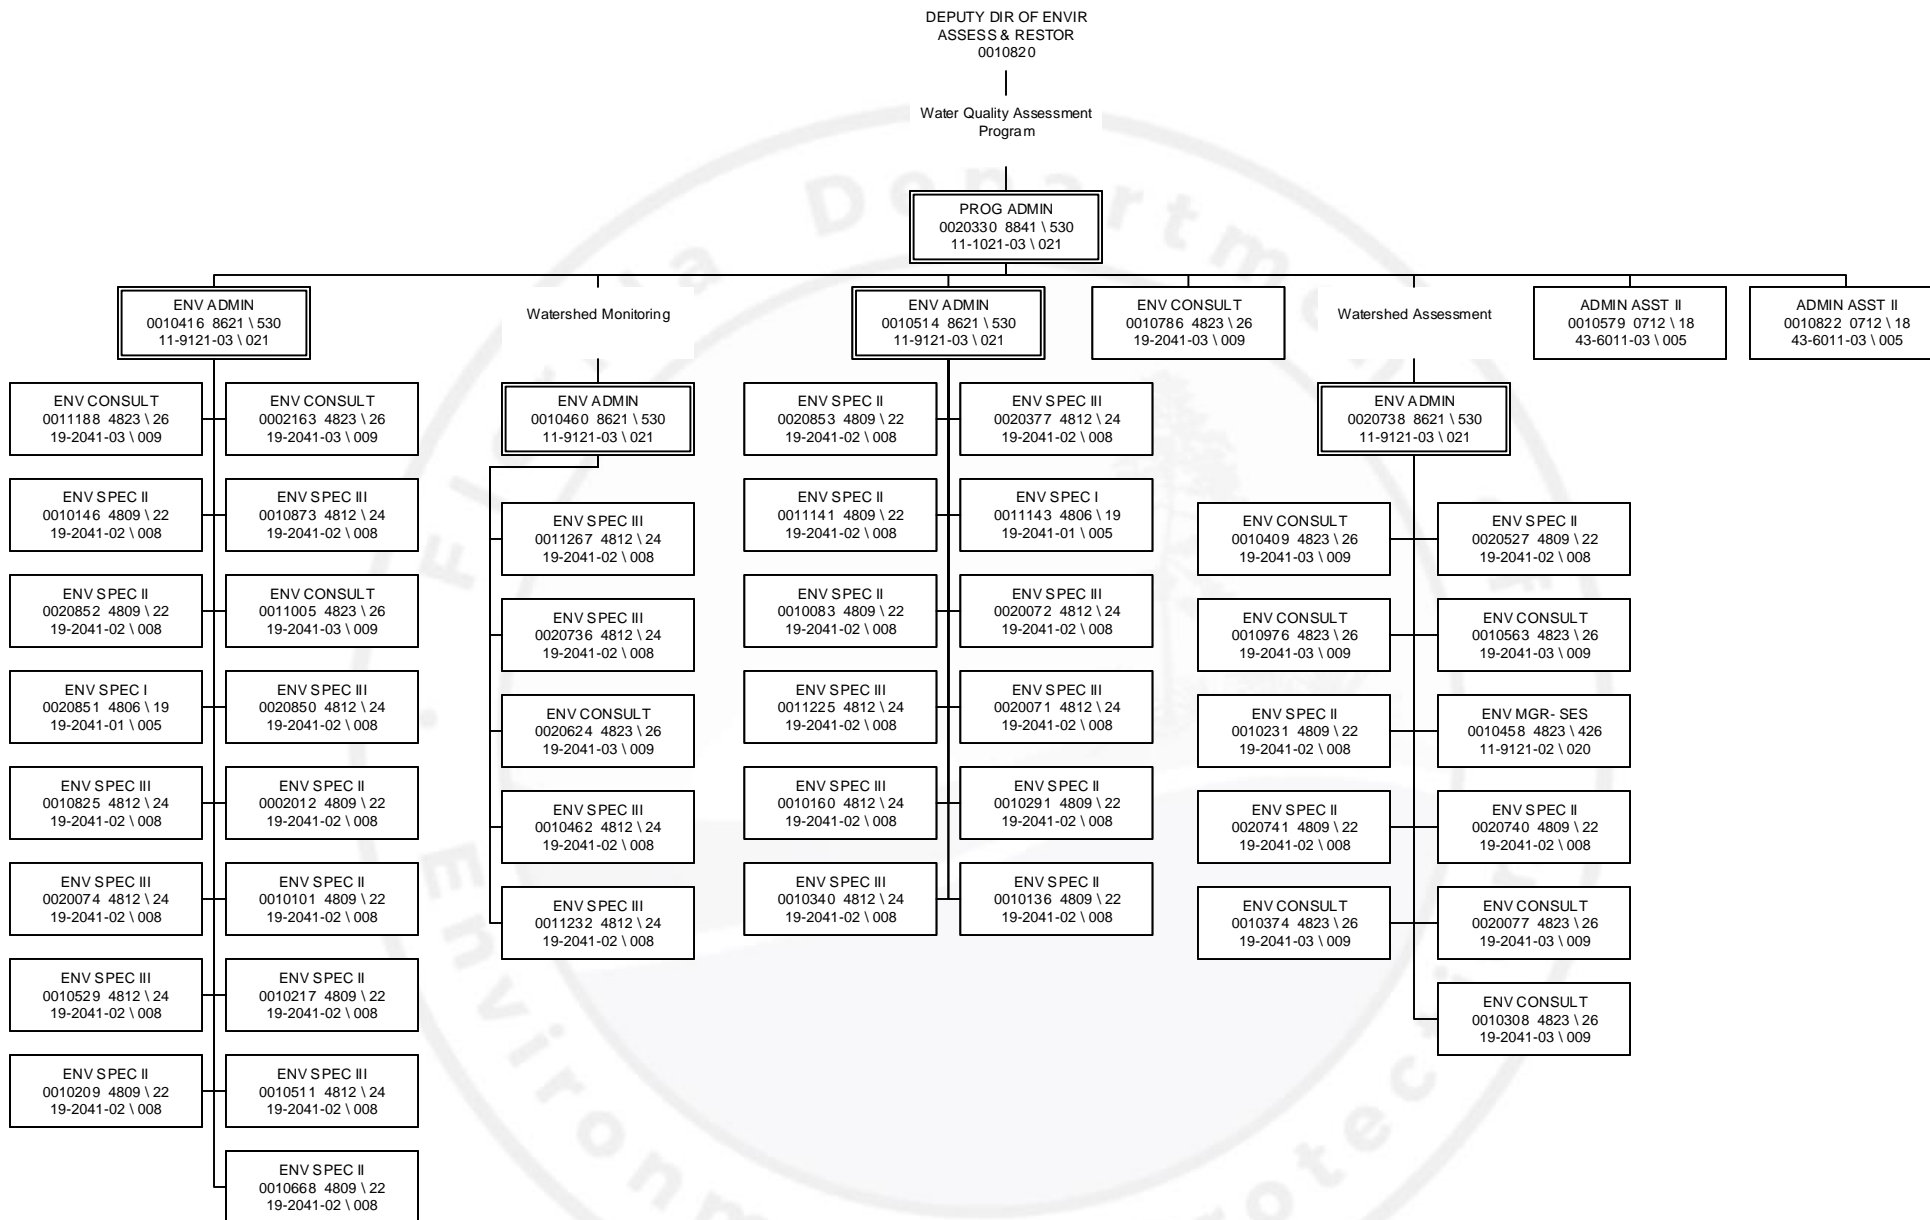 DEPUTY DIR OF ENVIR
ASSESS & RESTOR
0010820
Water Quality Assessment
Program
PROG ADMIN
0020330 8841 \ 530
11-1021-03 \ 021
ENV ADMIN
0010416 8621 \ 530
11-9121-03 \ 021
Watershed Monitoring
ENV ADMIN
0010514 8621 \ 530
11-9121-03 \ 021
ENV CONSULT
0010786 4823 \ 26
19-2041-03 \ 009
Watershed Assessment
ADMIN ASST II
0010579 0712 \ 18
43-6011-03 \ 005
ADMIN ASST II
0010822 0712 \ 18
43-6011-03 \ 005
ENV CONSULT
0011188 4823 \ 26
19-2041-03 \ 009
ENV CONSULT
0002163 4823 \ 26
19-2041-03 \ 009
ENV SPEC II
0010146 4809 \ 22
19-2041-02 \ 008
ENV SPEC III
0010873 4812 \ 24
19-2041-02 \ 008
ENV SPEC II
0020852 4809 \ 22
19-2041-02 \ 008
ENV CONSULT
0011005 4823 \ 26
19-2041-03 \ 009
ENV SPEC I
0020851 4806 \ 19
19-2041-01 \ 005
ENV SPEC III
0020850 4812 \ 24
19-2041-02 \ 008
ENV SPEC III
0010825 4812 \ 24
19-2041-02 \ 008
ENV SPEC II
0002012 4809 \ 22
19-2041-02 \ 008
ENV SPEC III
0020074 4812 \ 24
19-2041-02 \ 008
ENV SPEC II
0010101 4809 \ 22
19-2041-02 \ 008
ENV SPEC III
0010529 4812 \ 24
19-2041-02 \ 008
ENV SPEC II
0010217 4809 \ 22
19-2041-02 \ 008
ENV SPEC II
0010209 4809 \ 22
19-2041-02 \ 008
ENV SPEC III
0010511 4812 \ 24
19-2041-02 \ 008
ENV SPEC II
0010668 4809 \ 22
19-2041-02 \ 008
ENV ADMIN
0010460 8621 \ 530
11-9121-03 \ 021
ENV SPEC III
0011267 4812 \ 24
19-2041-02 \ 008
ENV SPEC III
0020736 4812 \ 24
19-2041-02 \ 008
ENV CONSULT
0020624 4823 \ 26
19-2041-03 \ 009
ENV SPEC III
0010462 4812 \ 24
19-2041-02 \ 008
ENV SPEC III
0011232 4812 \ 24
19-2041-02 \ 008
ENV SPEC II
0020853 4809 \ 22
19-2041-02 \ 008
ENV SPEC III
0020377 4812 \ 24
19-2041-02 \ 008
ENV SPEC II
0011141 4809 \ 22
19-2041-02 \ 008
ENV SPEC I
0011143 4806 \ 19
19-2041-01 \ 005
ENV SPEC II
0010083 4809 \ 22
19-2041-02 \ 008
ENV SPEC III
0020072 4812 \ 24
19-2041-02 \ 008
ENV SPEC III
0011225 4812 \ 24
19-2041-02 \ 008
ENV SPEC III
0020071 4812 \ 24
19-2041-02 \ 008
ENV SPEC III
0010160 4812 \ 24
19-2041-02 \ 008
ENV SPEC II
0010291 4809 \ 22
19-2041-02 \ 008
ENV SPEC III
0010340 4812 \ 24
19-2041-02 \ 008
ENV SPEC II
0010136 4809 \ 22
19-2041-02 \ 008
ENV ADMIN
0020738 8621 \ 530
11-9121-03 \ 021
ENV CONSULT
0010409 4823 \ 26
19-2041-03 \ 009
ENV SPEC II
0020527 4809 \ 22
19-2041-02 \ 008
ENV CONSULT
0010976 4823 \ 26
19-2041-03 \ 009
ENV CONSULT
0010563 4823 \ 26
19-2041-03 \ 009
ENV SPEC II
0010231 4809 \ 22
19-2041-02 \ 008
ENV MGR- SES
0010458 4823 \ 426
11-9121-02 \ 020
ENV SPEC II
0020741 4809 \ 22
19-2041-02 \ 008
ENV SPEC II
0020740 4809 \ 22
19-2041-02 \ 008
ENV CONSULT
0010374 4823 \ 26
19-2041-03 \ 009
ENV CONSULT
0020077 4823 \ 26
19-2041-03 \ 009
ENV CONSULT
0010308 4823 \ 26
19-2041-03 \ 009